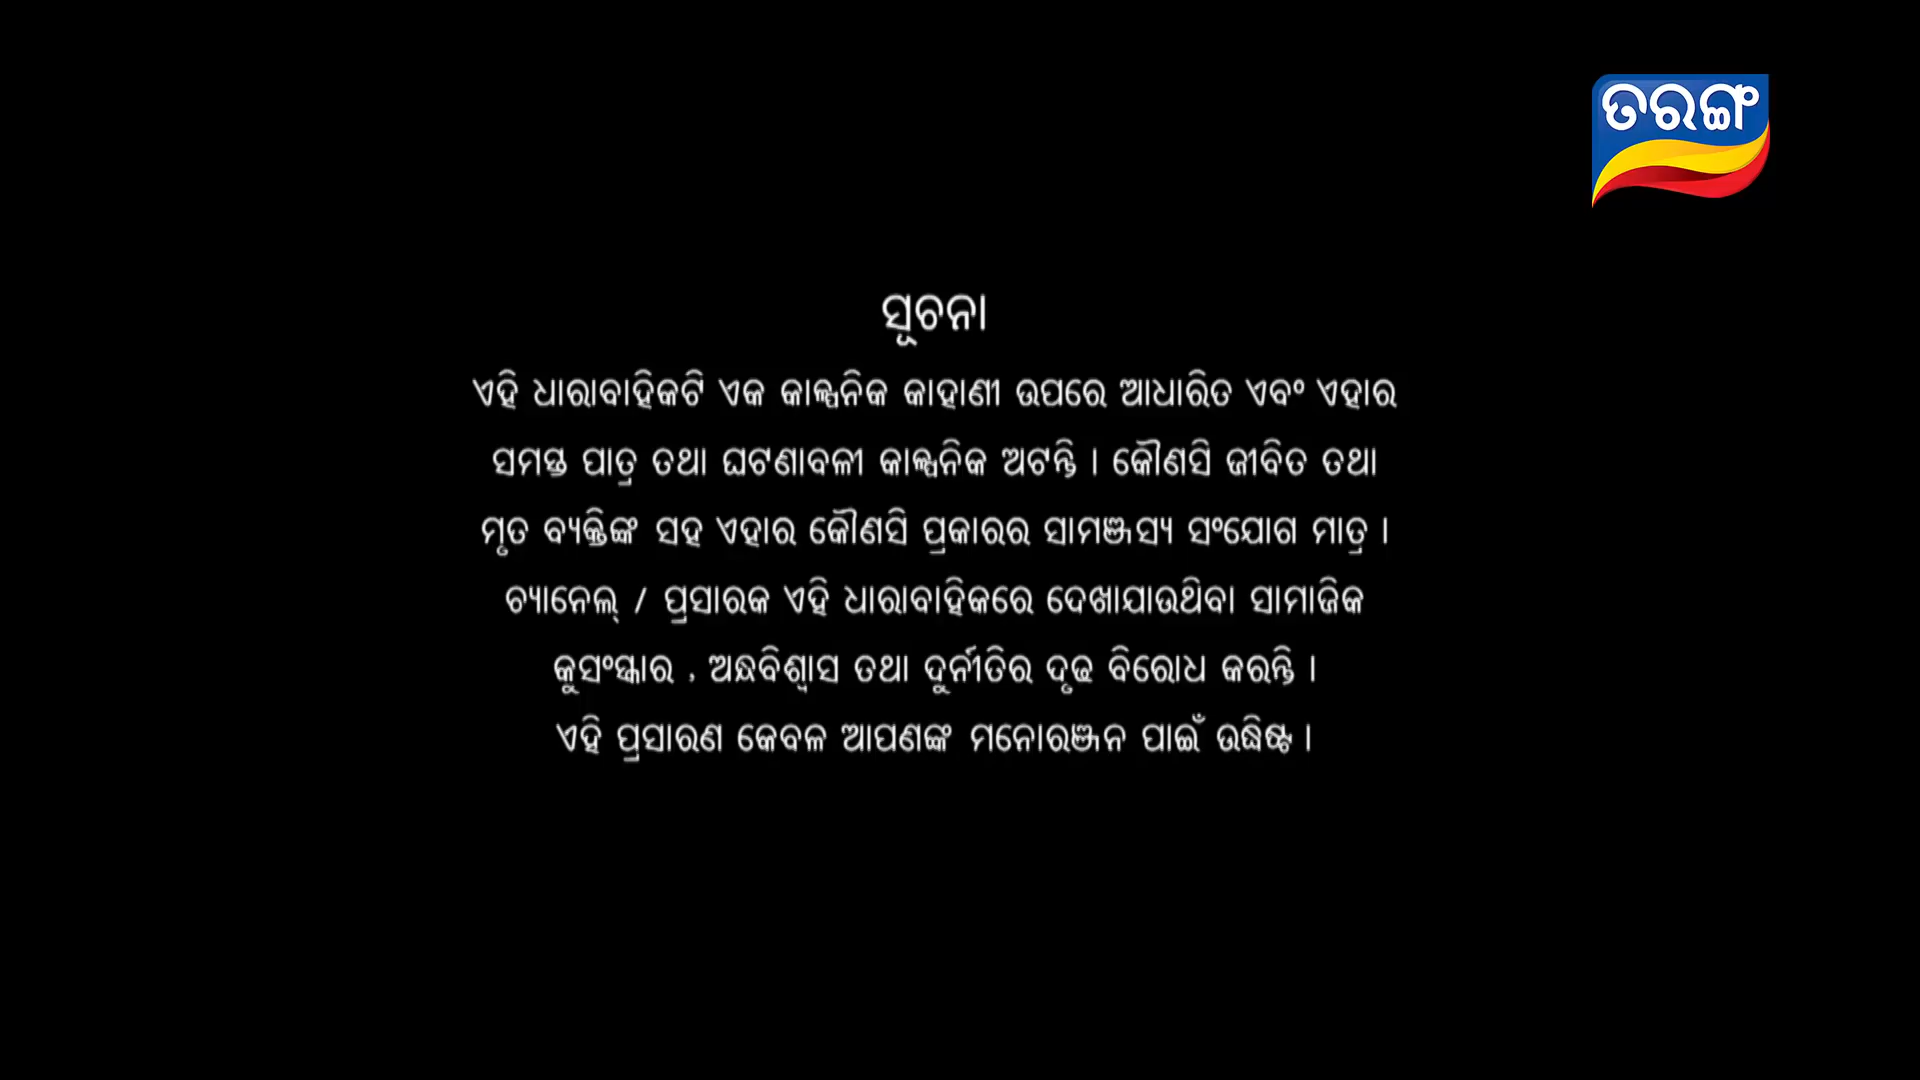 ତରଙ୍ଗ
ସୂଚନା
ଏହି ଧାରାବାହିକଟି ଏକ କାଳ୍ପନିକ କାହାଣୀ ଉପରେ ଆଧାରିତ ଏବଂ ଏହାର
ସମସ୍ତ ପାତ୍ର ତଥା ଘଟଣାବଳୀ କାଳ୍ପନିକ ଅଟନ୍ତି । କୌଣସି ଜୀବିତ ତଥା
ମୃତ ବ୍ୟକ୍ତିଙ୍କ ସହ ଏହାର କୌଣସି ପ୍ରକାରର ସାମଞ୍ଜସ୍ୟ ସଂଯୋଗ ମାତ୍ର ।
ଚ୍ୟାନେଲ୍ / ପ୍ରସାରକ ଏହି ଧାରାବାହିକରେ ଦେଖାଯାଉଥିବା ସାମାଜିକ
କୁସଂସ୍କାର , ଅନ୍ଧବିଶ୍ୱାସ ତଥା ଦୁର୍ନୀତିର ଦୃଢ ବିରୋଧ କରନ୍ତି ।
ଏହି ପ୍ରସାରଣ କେବଳ ଆପଣଙ୍କ ମନୋରଞ୍ଜନ ପାଇଁ ଉଦ୍ଧିଷ୍ଟ ।